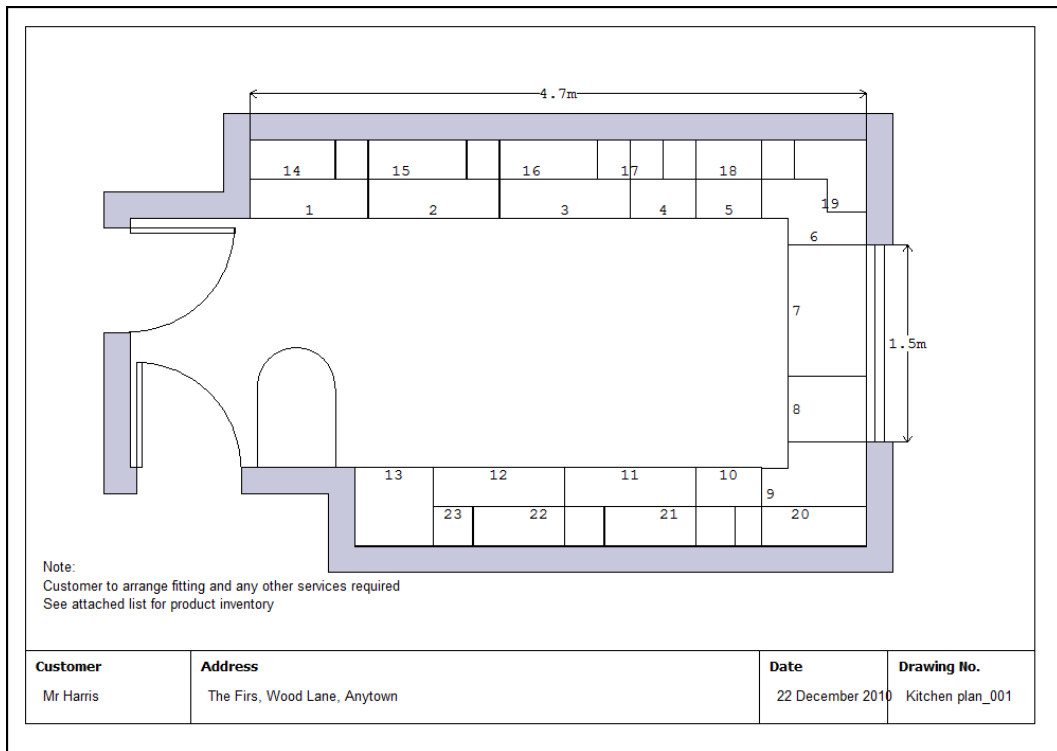 4.7m
14 15 16 17 18
1 2 3 4 5 19
6
7
1.5m
8
13 12 11 10
9
23 22 21 20
Note:
Customer to arrange fitting and any other services required
See attached list for product inventory
Customer Address Date Drawing No.
Mr Harris The Firs, Wood Lane, Anytown 22 December 2010 Kitchen plan_001